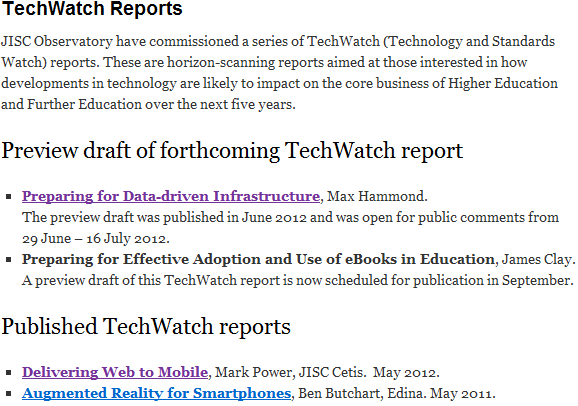 TechWatch Reports
JISC Observatory have commissioned a series of TechWatch (Technology and Standards
Watch) reports. These are horizon-scanning reports aimed at those interested in how
developments in technology are likely to impact on the core business of Higher Education
and Further Education over the next five years.
Preview draft of forthcoming TechWatch report
Preparing for Data-driven Infrastructure, Max Hammond.
The preview draft was published in June 2012 and was open for public comments from
29 June – 16 July 2012.
Preparing for Effective Adoption and Use of eBooks in Education, James Clay.
A preview draft of this TechWatch report is now scheduled for publication in September.
Published TechWatch reports
Delivering Web to Mobile, Mark Power, JISC Cetis. May 2012.
Augmented Reality for Smartphones, Ben Butchart, Edina. May 2011.